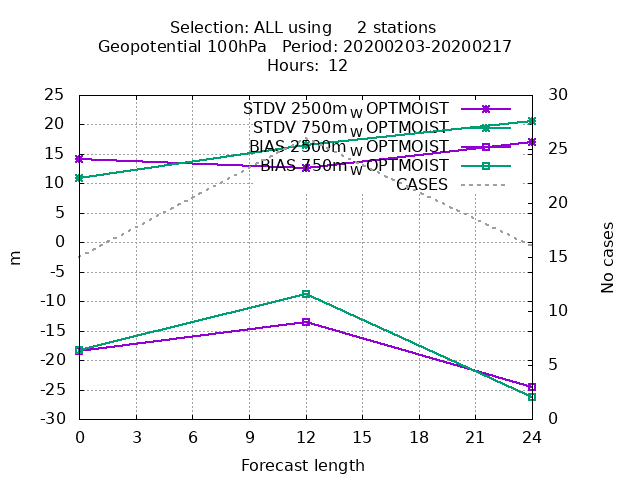 Selection: ALL using 2 stations
Geopotential 100hPa Period: 20200203-20200217
Hours: 12
25 30
STDV 2500m_W OPTMOIST
20
STDV 750m_W OPTMOIST
BIAS 2500m_W OPTMOIST
15 25
BIAS 750m_W OPTMOIST
10
CASES
20
5
0 15
-5
-10 10
-15
-20 5
-25
-30 0
m
No cases
0 3 6 9 12 15 18 21 24
Forecast length